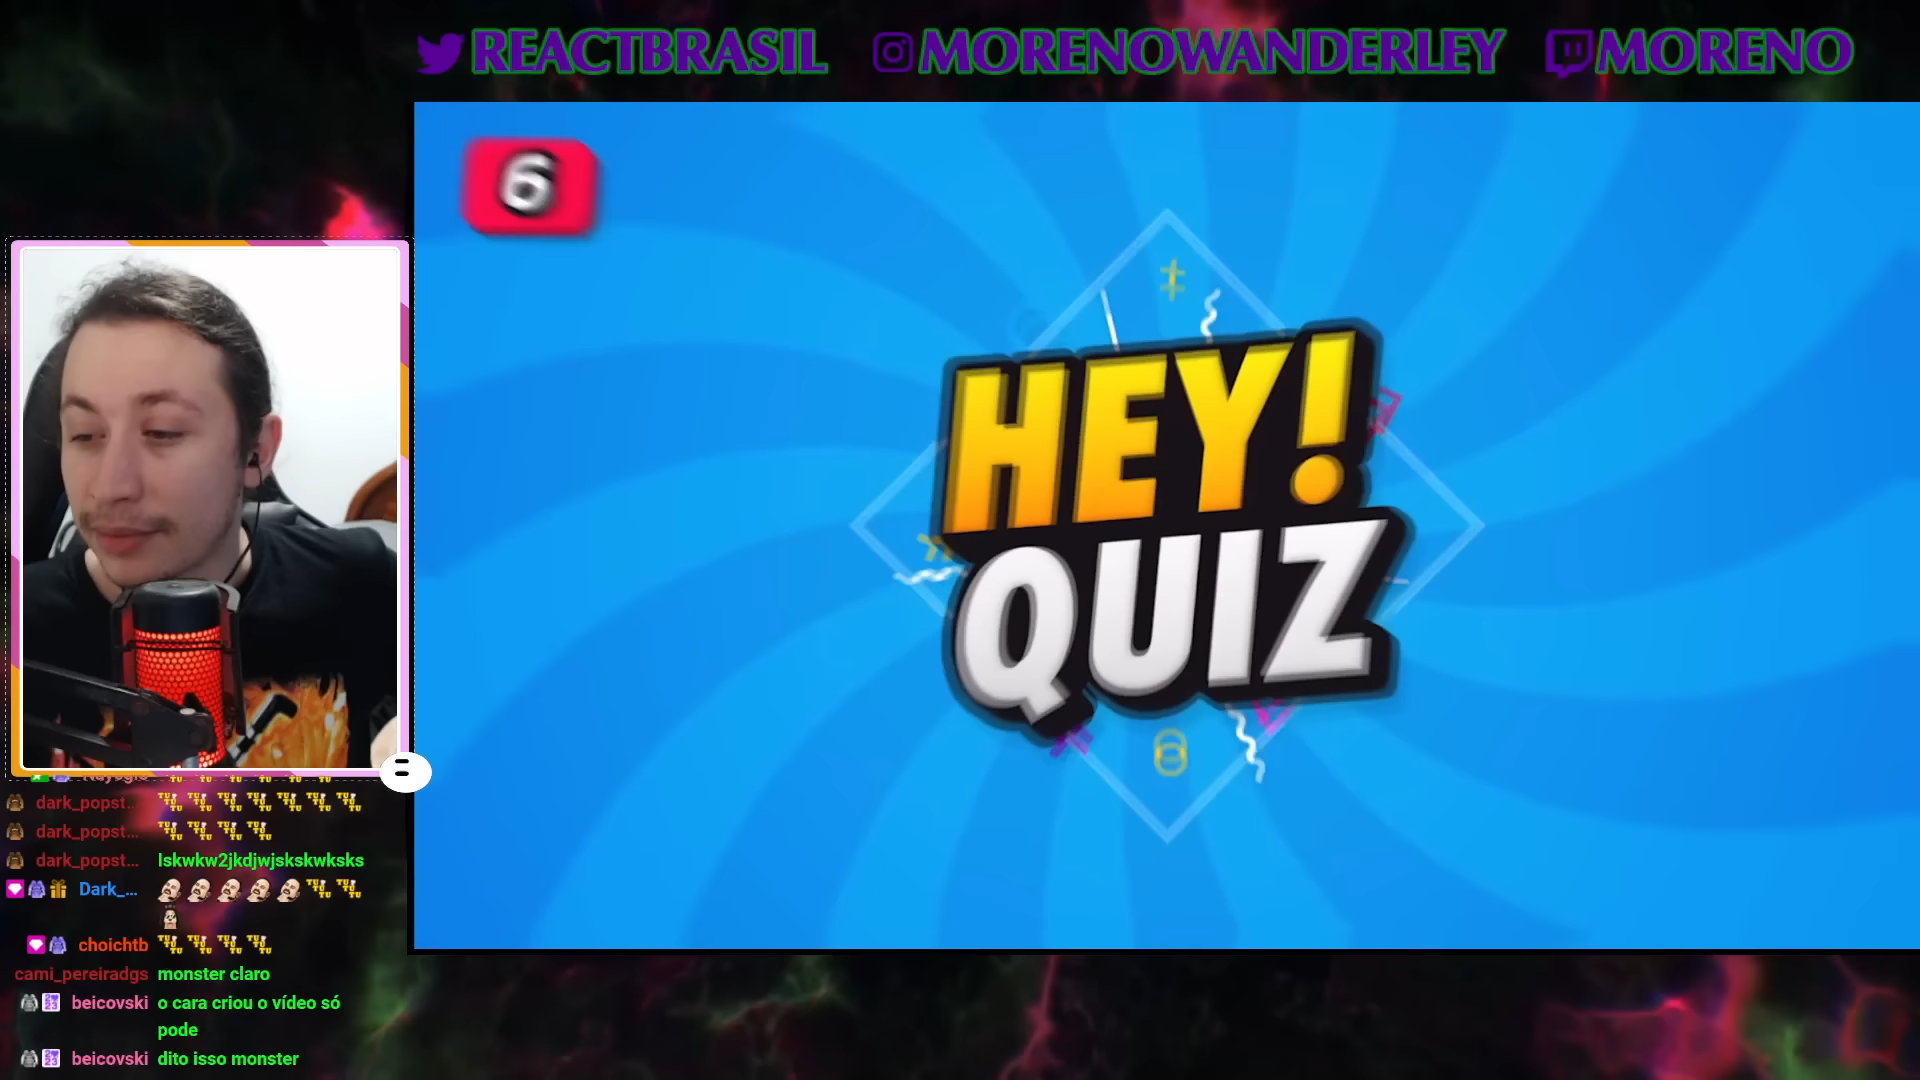 REACTBRASIL MORENOWANDERLEY MORENO
6
HEY!
QUIZ
dark_popst...
dark_popst...
dark_popst... lskwkw2jkdjwjskskwksks
Dark_...
choichtb
cami_pereiradgs monster claro
beicovski o cara criou o vídeo só
pode
beicovski dito isso monster